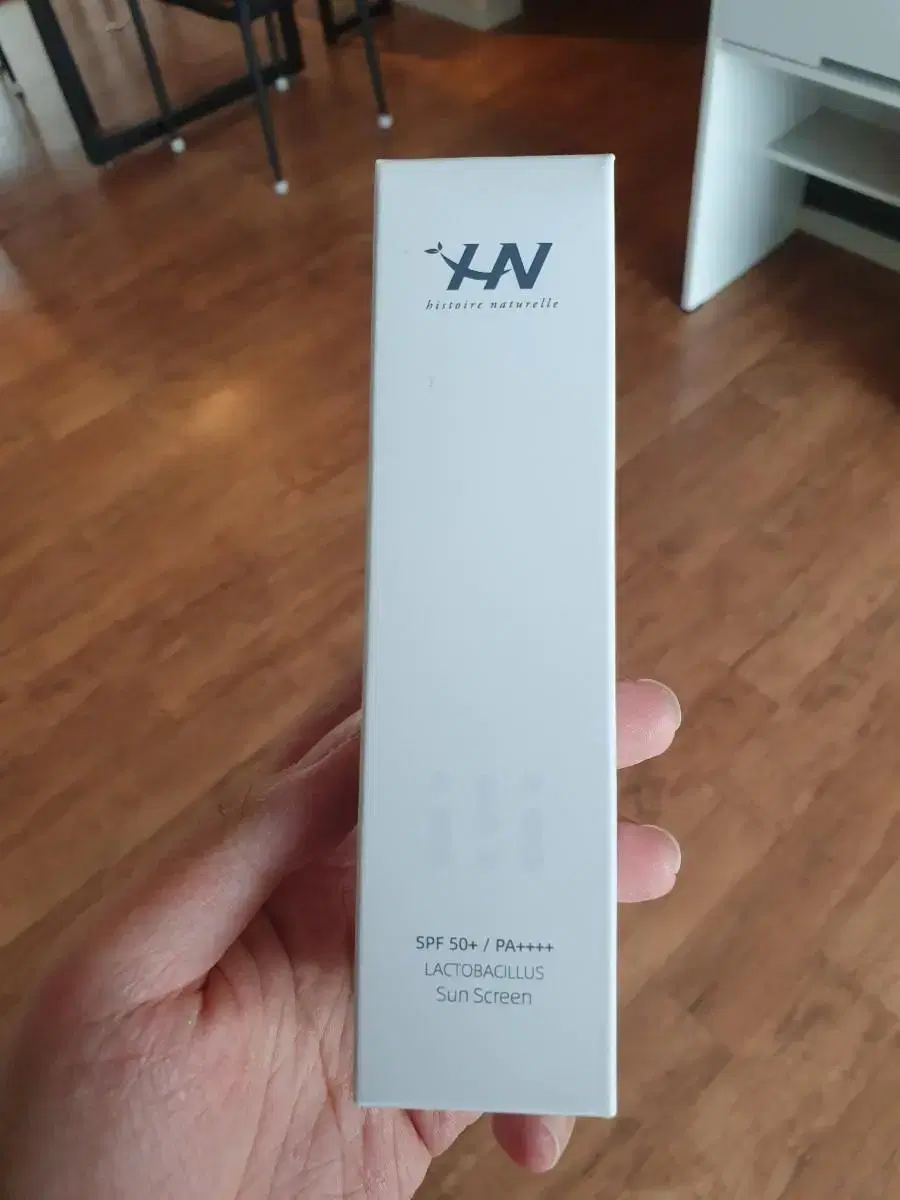 HN
histoire naturelle
SPF 50+ / PA++++
LACTOBACILLUS
Sun Screen